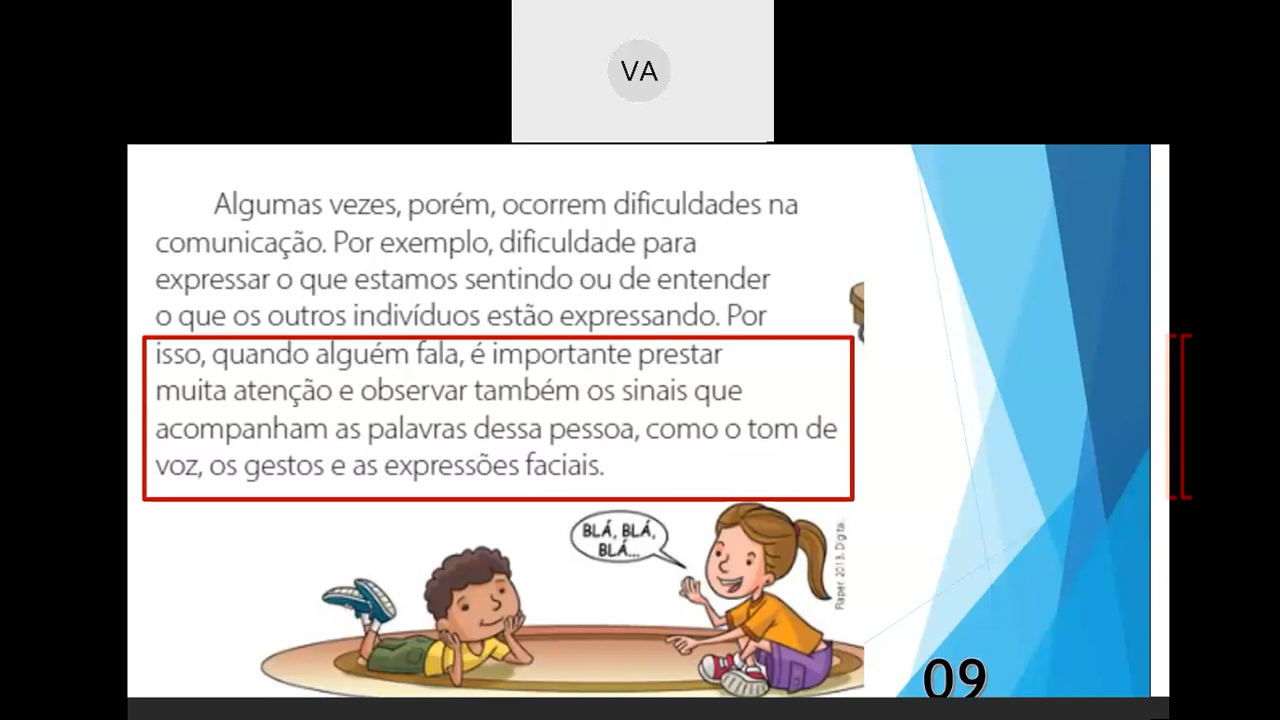 VA
Algumas vezes, porém, ocorrem dificuldades na
comunicação. Por exemplo, dificuldade para
expressar o que estamos sentindo ou de entender
o que os outros indivíduos estão expressando. Por
isso, quando alguém fala, é importante prestar
muita atenção e observar também os sinais que
acompanham as palavras dessa pessoa, como o tom de
voz, os gestos e as expressões faciais.
BLÁ, BLÁ,
BLÁ...
2013. Digital.
09